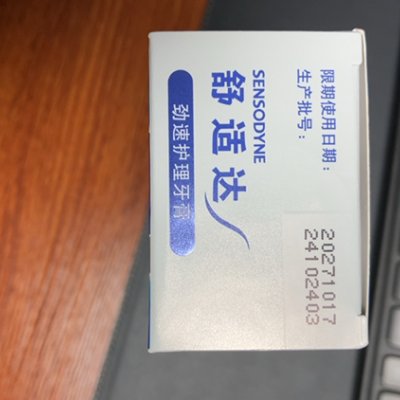 限期使用日期：20271017
生产批号：24102403
SENSODYNE
舒适达
劲速护理牙膏